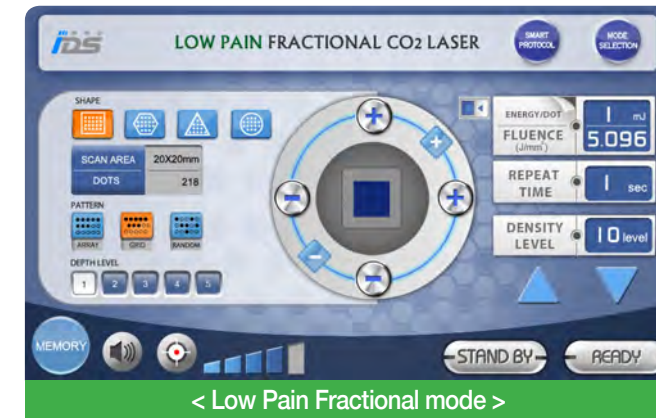 IDS
LOW PAIN FRACTIONAL CO2 LASER
SMART
PROTOCOL
MODE
SELECTION
SHAPE
SCAN AREA 20X20mm
DOTS 218
PATTERN
ARRAY GRID RANDOM
DEPTH LEVEL
1 2 3 4 5
ENERGY/DOT 1 mJ
FLUENCE 5.096
(J/mm²)
REPEAT
TIME 1 sec
DENSITY
LEVEL 10 level
MEMORY
STAND BY
READY
< Low Pain Fractional mode >